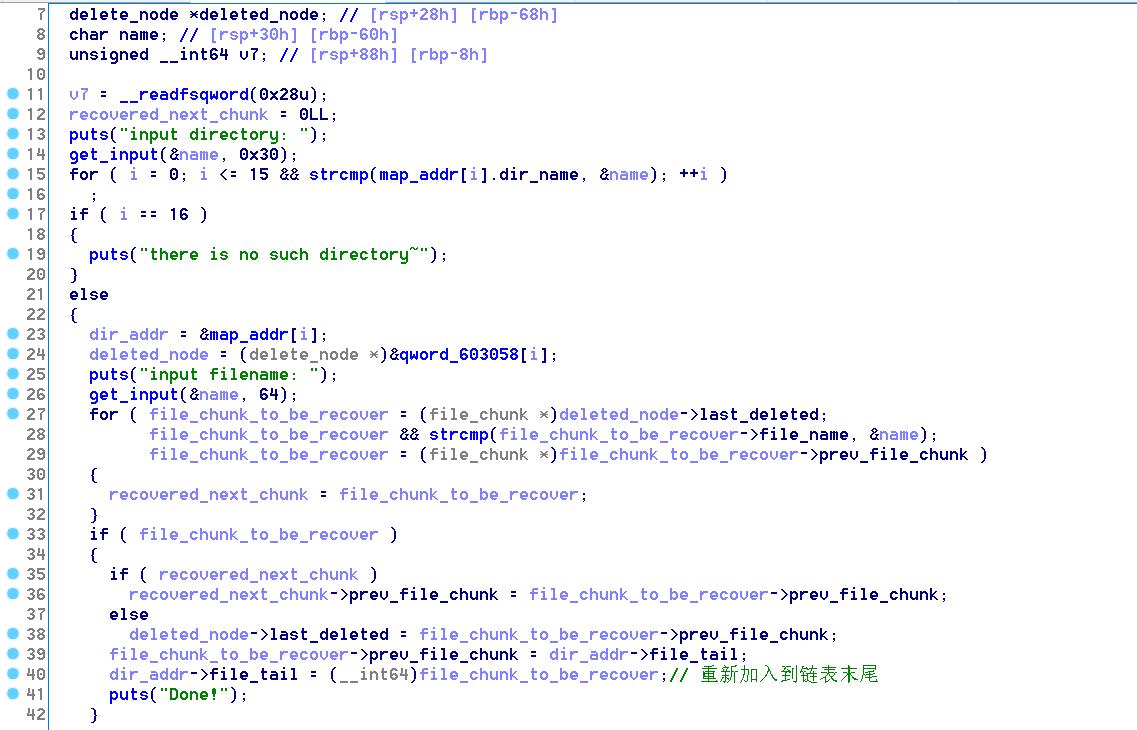 7 delete_node *deleted_node; // [rsp+28h] [rbp-68h]
8 char name; // [rsp+30h] [rbp-60h]
9 unsigned __int64 v7; // [rsp+88h] [rbp-8h]
10
11 v7 = __readfsqword(0x28u);
12 recovered_next_chunk = 0LL;
13 puts("input directory: ");
14 get_input(&name, 0x30);
15 for ( i = 0; i <= 15 && strcmp(map_addr[i].dir_name, &name); ++i )
16 ;
17 if ( i == 16 )
18 {
19 puts("there is no such directory~");
20 }
21 else
22 {
23 dir_addr = &map_addr[i];
24 deleted_node = (delete_node *)&qword_603058[i];
25 puts("input filename: ");
26 get_input(&name, 64);
27 for ( file_chunk_to_be_recover = (file_chunk *)deleted_node->last_deleted;
28 file_chunk_to_be_recover && strcmp(file_chunk_to_be_recover->file_name, &name);
29 file_chunk_to_be_recover = (file_chunk *)file_chunk_to_be_recover->prev_file_chunk )
30 {
31 recovered_next_chunk = file_chunk_to_be_recover;
32 }
33 if ( file_chunk_to_be_recover )
34 {
35 if ( recovered_next_chunk )
36 recovered_next_chunk->prev_file_chunk = file_chunk_to_be_recover->prev_file_chunk;
37 else
38 deleted_node->last_deleted = file_chunk_to_be_recover->prev_file_chunk;
39 file_chunk_to_be_recover->prev_file_chunk = dir_addr->file_tail;
40 dir_addr->file_tail = (__int64)file_chunk_to_be_recover;// 重新加入到链表末尾
41 puts("Done!");
42 }